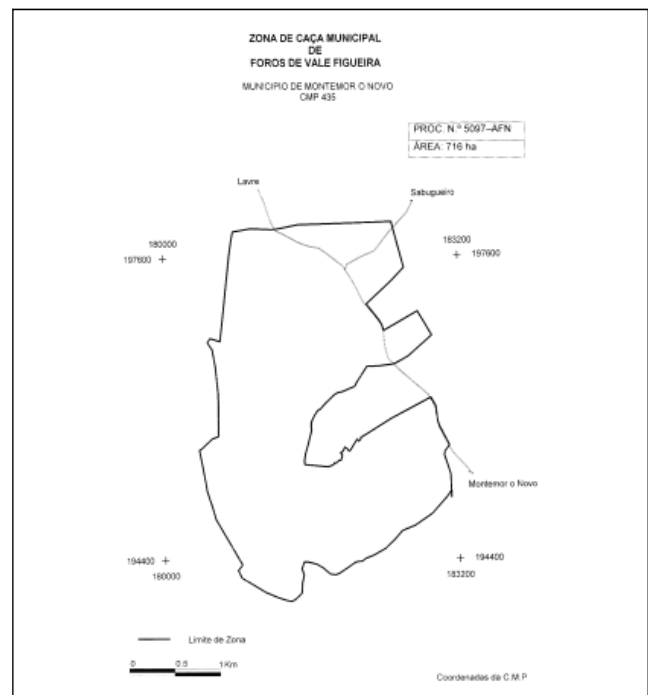 ZONA DE CAÇA MUNICIPAL
DE
FOROS DE VALE FIGUEIRA
MUNICIPIO DE MONTEMOR O NOVO
CMP 435
PROC. N.º 5097–AFN
ÁREA: 716 ha
Lavre
Sabugueiro
180000
197600
183200
197600
Montemor o Novo
194400
180000
194400
183200
Limite de Zona
0 0.5 1Km
Coordenadas da C.M.P